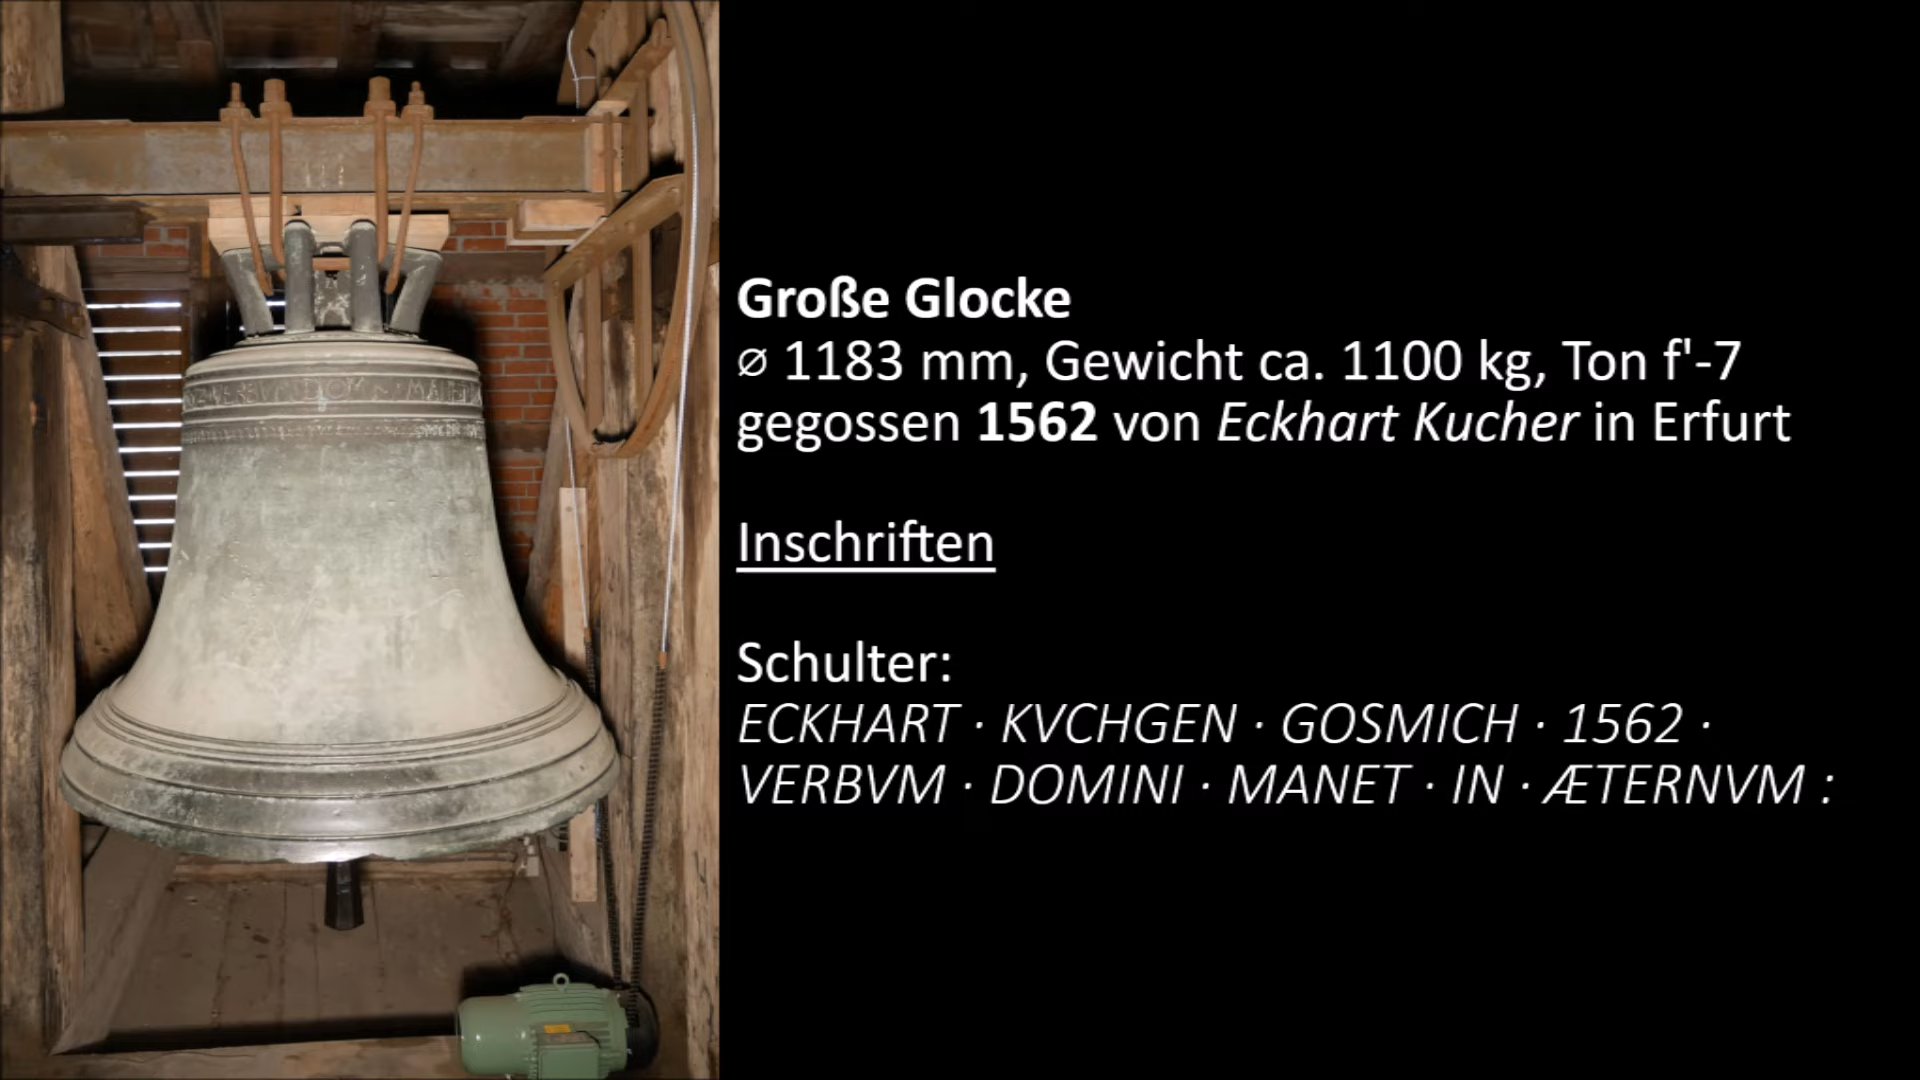 Große Glocke
⌀ 1183 mm, Gewicht ca. 1100 kg, Ton f'-7
gegossen 1562 von Eckhart Kucher in Erfurt
Inschriften
Schulter:
ECKHART · KVCHGEN · GOSMICH · 1562 ·
VERBVM · DOMINI · MANET · IN · ÆTERNVM :